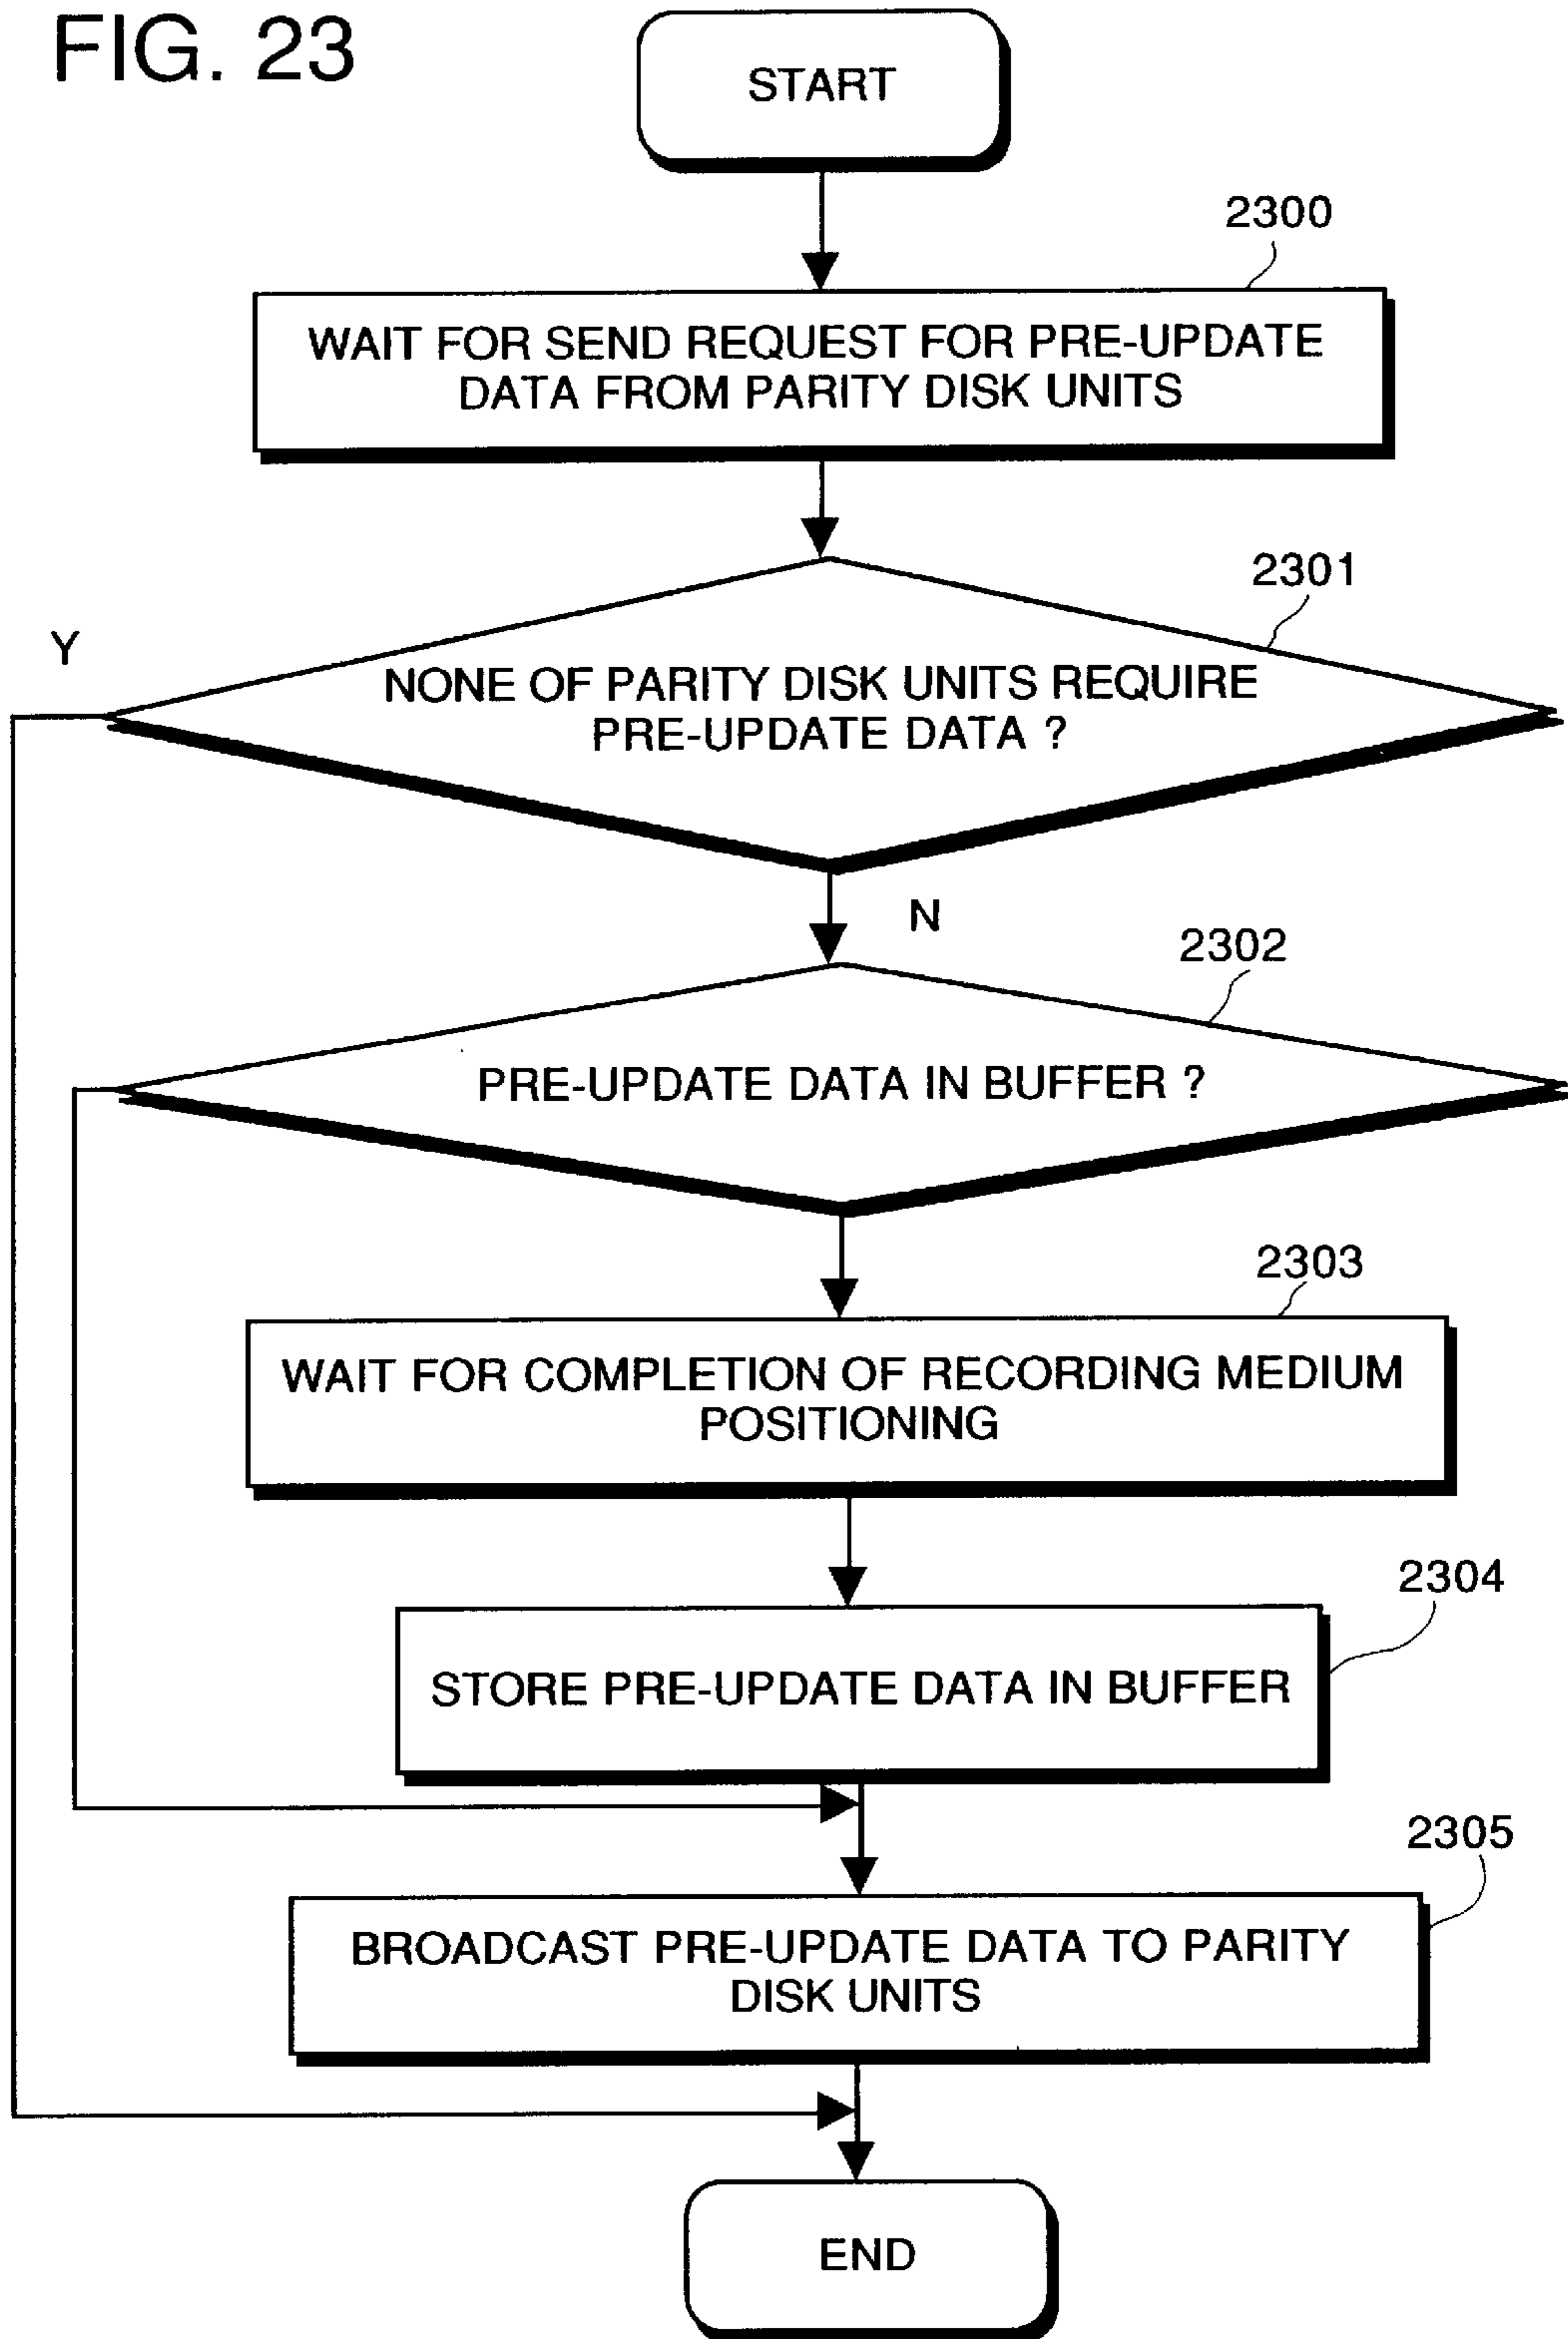 FIG. 23
START
2300
WAIT FOR SEND REQUEST FOR PRE-UPDATE
DATA FROM PARITY DISK UNITS
2301
Y
NONE OF PARITY DISK UNITS REQUIRE
PRE-UPDATE DATA ?
N
2302
PRE-UPDATE DATA IN BUFFER ?
2303
WAIT FOR COMPLETION OF RECORDING MEDIUM
POSITIONING
2304
STORE PRE-UPDATE DATA IN BUFFER
2305
BROADCAST PRE-UPDATE DATA TO PARITY
DISK UNITS
END